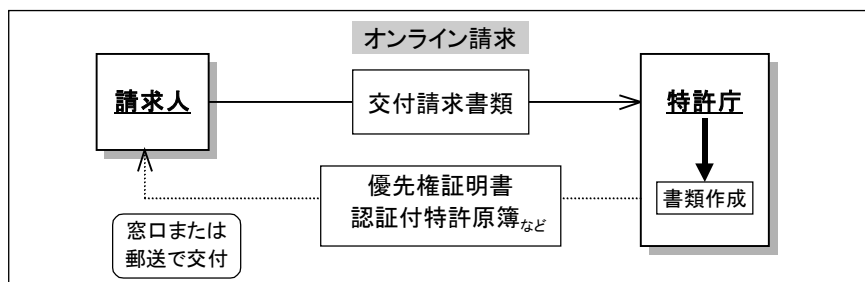 オンライン請求
請求人
交付請求書類
特許庁
書類作成
優先権証明書
認証付特許原簿など
窓口または
郵送で交付